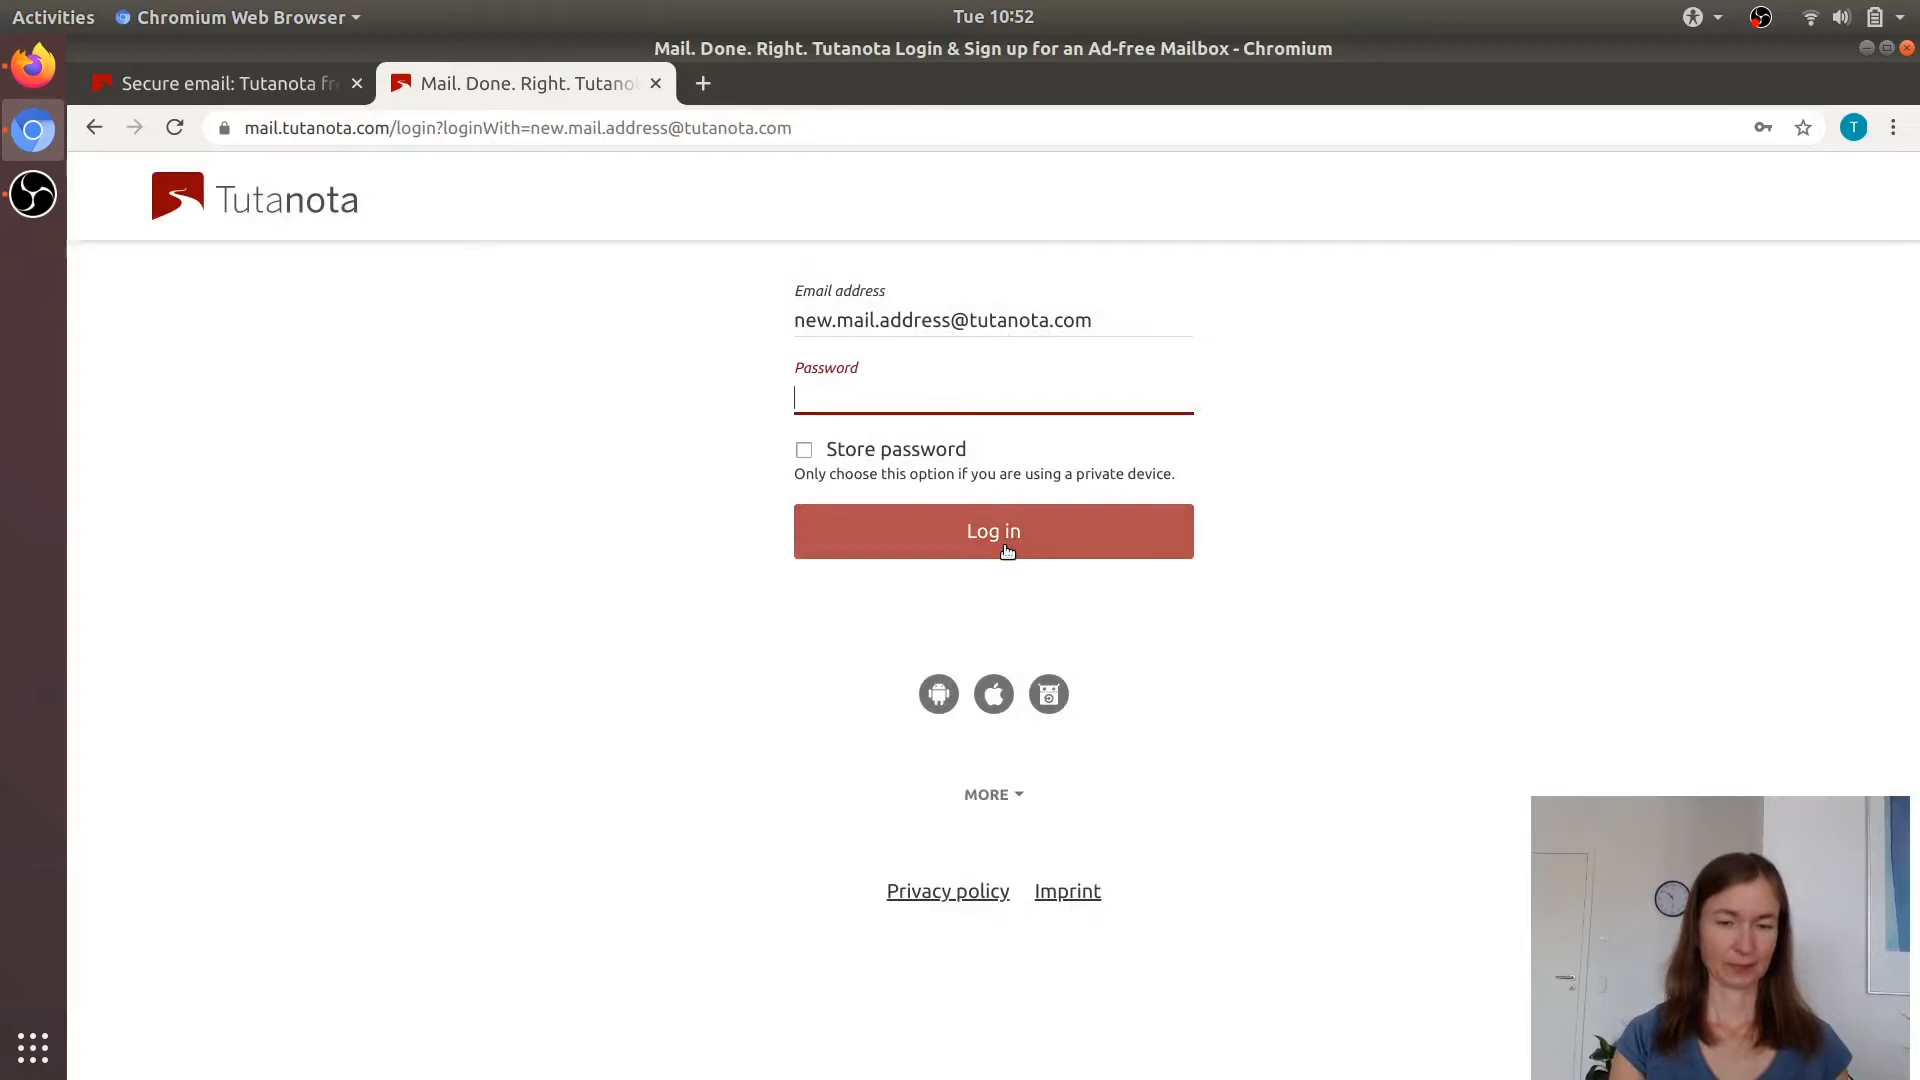 Activities Chromium Web Browser Tue 10:52
Mail. Done. Right. Tutanota Login & Sign up for an Ad-free Mailbox - Chromium
Secure email: Tutanota fr Mail. Done. Right. Tutano
mail.tutanota.com/login?loginWith=new.mail.address@tutanota.com T
Tutanota
Email address
new.mail.address@tutanota.com
Password
Store password
Only choose this option if you are using a private device.
Log in
MORE
Privacy policy Imprint